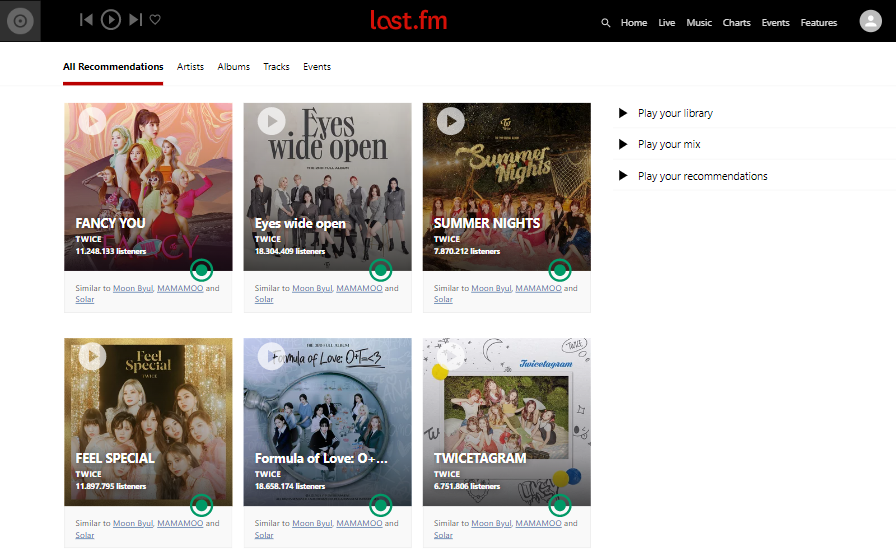 last.fm
Home Live Music Charts Events Features
All Recommendations Artists Albums Tracks Events
FANCY YOU
TWICE
11.248.133 listeners
Similar to Moon Byul, MAMAMOO and
Solar
Eyes
wide open
Eyes wide open
TWICE
18.304.409 listeners
Similar to Moon Byul, MAMAMOO and
Solar
Summer
Nights
SUMMER NIGHTS
TWICE
7.870.212 listeners
Similar to Moon Byul, MAMAMOO and
Solar
Play your library
Play your mix
Play your recommendations
Feel
Special
TWICE
FEEL SPECIAL
TWICE
11.897.795 listeners
Similar to Moon Byul, MAMAMOO and
Solar
Formula of Love: O+T=<3
Formula of Love: O+...
TWICE
18.658.174 listeners
Similar to Moon Byul, MAMAMOO and
Solar
TWICE
Twicetagram
TWICETAGRAM
TWICE
6.751.806 listeners
Similar to Moon Byul, MAMAMOO and
Solar